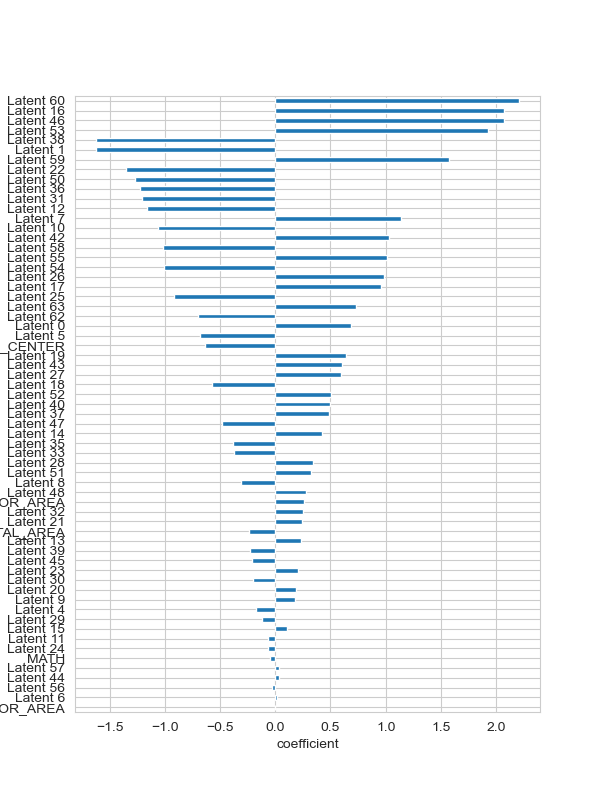 Latent 60
Latent 16
Latent 46
Latent 53
Latent 38
Latent 1
Latent 59
Latent 22
Latent 50
Latent 36
Latent 31
Latent 12
Latent 7
Latent 10
Latent 42
Latent 58
Latent 55
Latent 54
Latent 26
Latent 17
Latent 25
Latent 63
Latent 62
Latent 0
Latent 5
_CENTER
Latent 19
Latent 43
Latent 27
Latent 18
Latent 52
Latent 40
Latent 37
Latent 47
Latent 14
Latent 35
Latent 33
Latent 28
Latent 51
Latent 8
Latent 48
OR_AREA
Latent 32
Latent 21
TAL_AREA
Latent 13
Latent 39
Latent 45
Latent 23
Latent 30
Latent 20
Latent 9
Latent 4
Latent 29
Latent 15
Latent 11
Latent 24
MATH
Latent 57
Latent 44
Latent 56
Latent 6
OR_AREA
−1.5 −1.0 −0.5 0.0 0.5 1.0 1.5 2.0
coefficient